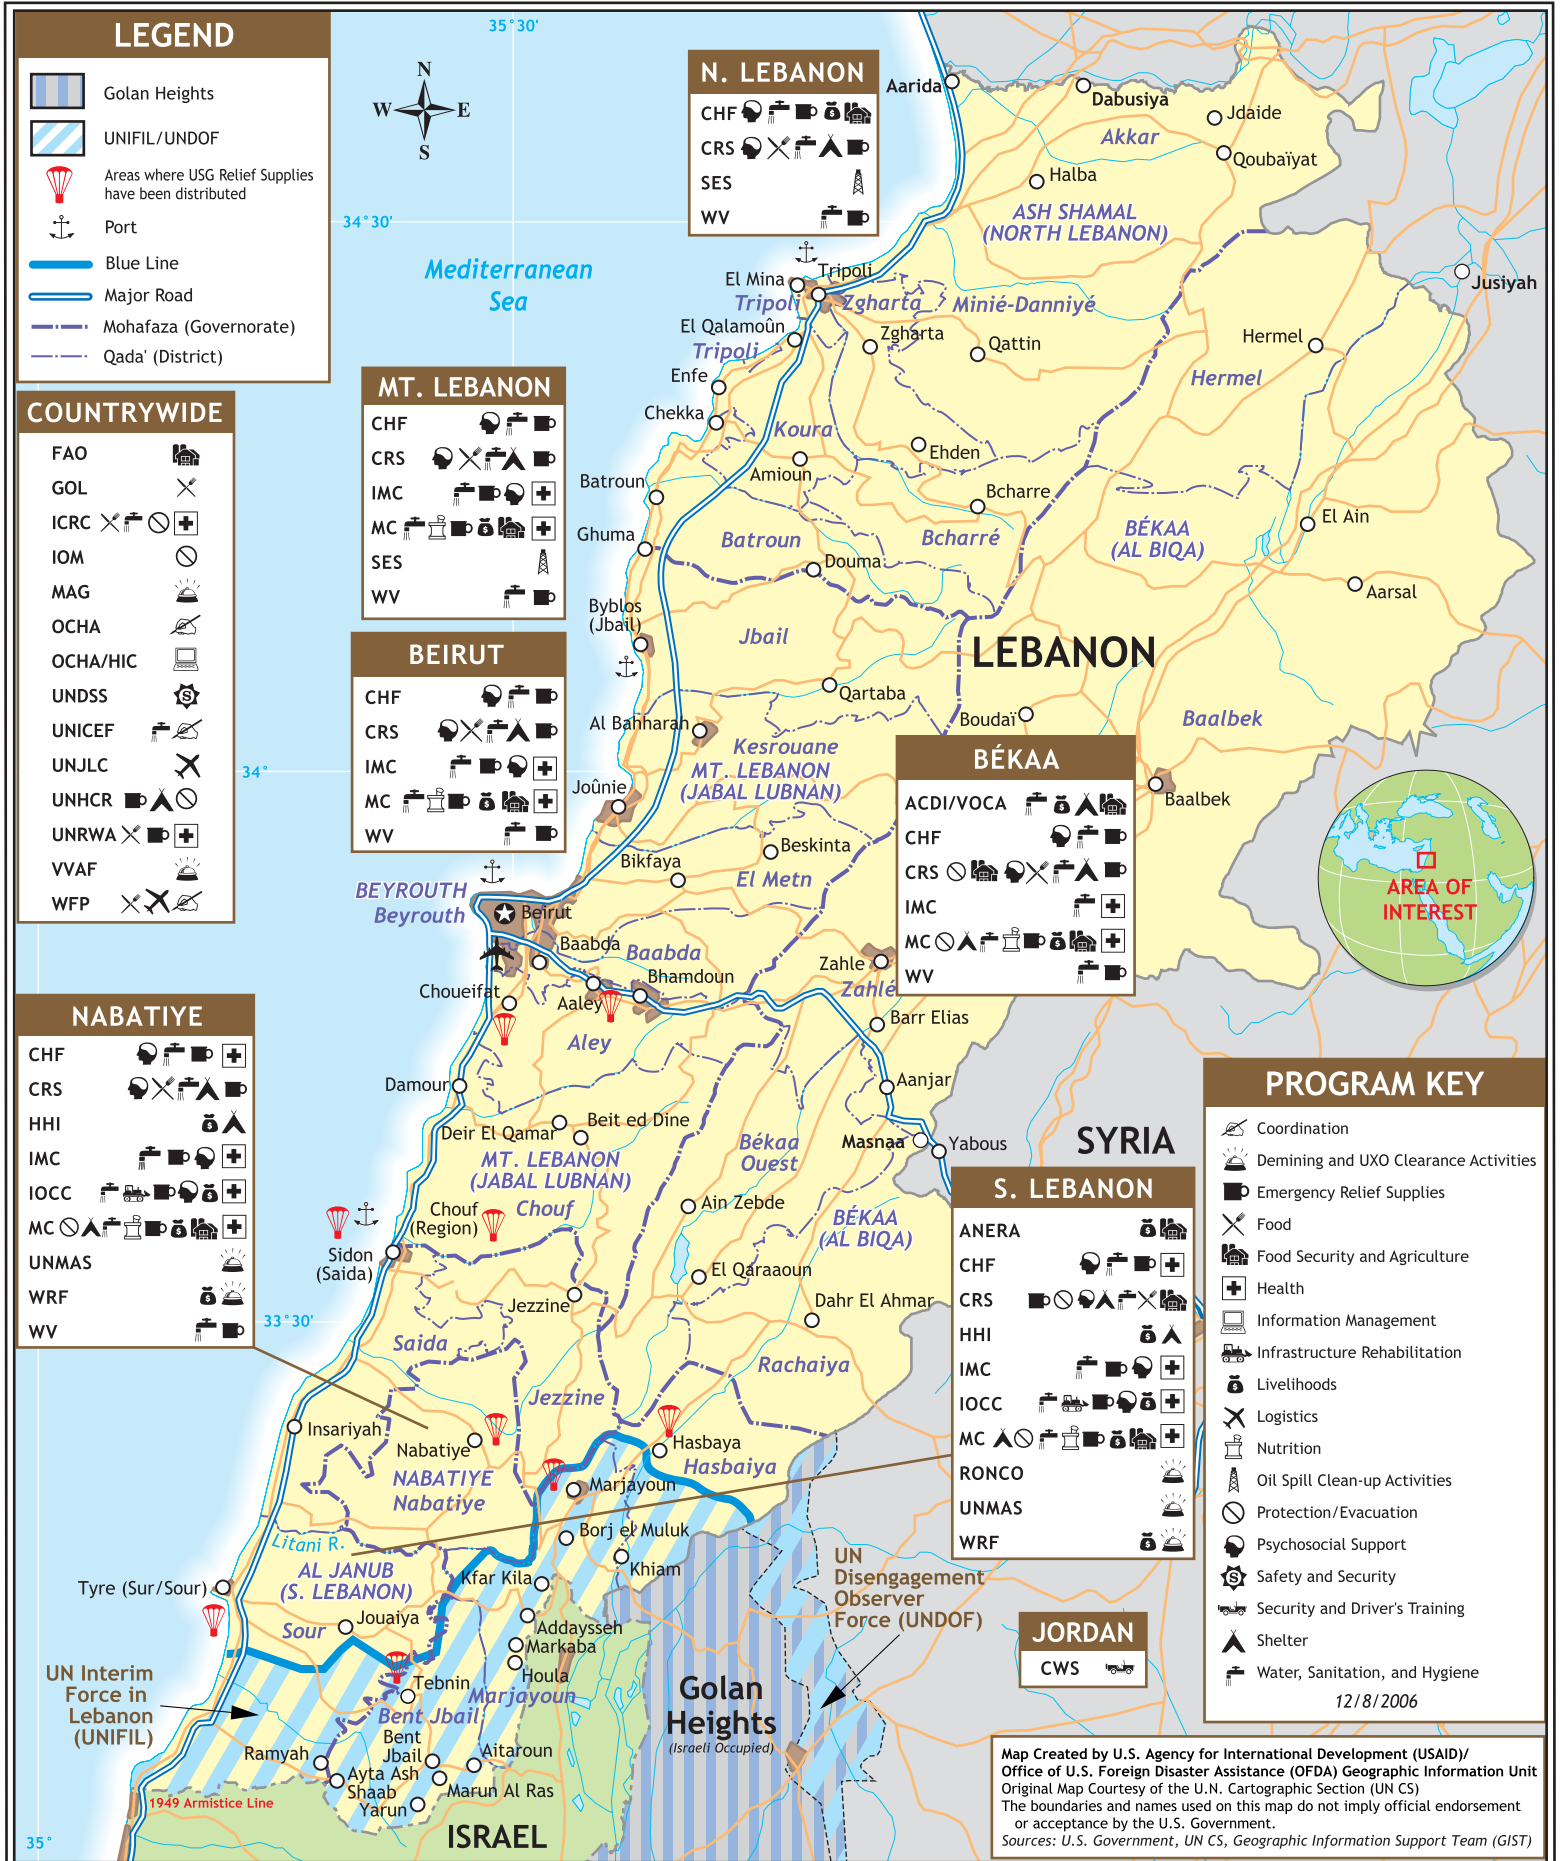 LEGEND
Golan Heights
UNIFIL/UNDOF
Areas where USG Relief Supplies
have been distributed
Port
Blue Line
Major Road
Mohafaza (Governorate)
Qada' (District)
COUNTRYWIDE
FAO
GOL
ICRC
IOM
MAG
OCHA
OCHA/HIC
UNDSS
UNICEF
UNJLC
UNHCR
UNRWA
VVAF
WFP
NABATIYE
CHF
CRS
HHI
IMC
IOCC
MC
UNMAS
WRF
WV
MT. LEBANON
CHF
CRS
IMC
MC
SES
WV
BEIRUT
CHF
CRS
IMC
MC
WV
N. LEBANON
CHF
CRS
SES
WV
BÉKAA
ACDI/VOCA
CHF
CRS
IMC
MC
WV
S. LEBANON
ANERA
CHF
CRS
HHI
IMC
IOCC
MC
RONCO
UNMAS
WRF
JORDAN
CWS
PROGRAM KEY
Coordination
Demining and UXO Clearance Activities
Emergency Relief Supplies
Food
Food Security and Agriculture
Health
Information Management
Infrastructure Rehabilitation
Livelihoods
Logistics
Nutrition
Oil Spill Clean-up Activities
Protection/Evacuation
Psychosocial Support
Safety and Security
Security and Driver's Training
Shelter
Water, Sanitation, and Hygiene
12/8/2006
AREA OF
INTEREST
35°30'
34°30'
34°
33°30'
35°
N
W
E
S
Mediterranean
Sea
Aarida
Dabusiya
Jdaide
Akkar
Qoubaïyat
Halba
ASH SHAMAL
(NORTH LEBANON)
Jusiyah
El Mina
Tripoli
Tripoli
Zgharta
Minié-Danniyé
El Qalamoûn
Tripoli
Zgharta
Qattin
Hermel
Hermel
Enfe
Chekka
Koura
Ehden
Amioun
Batroun
Bcharre
El Ain
Ghuma
Batroun
Bcharré
BÉKAA
(AL BIQA)
Douma
Aarsal
Byblos
(Jbail)
Jbail
LEBANON
Qartaba
Boudaï
Baalbek
Al Bahharah
Kesrouane
MT. LEBANON
(JABAL LUBNAN)
Joûnie
Baalbek
Beskinta
Bikfaya
El Metn
BEYROUTH
Beyrouth
Beirut
Baabda
Baabda
Zahle
Zahlé
Bhamdoun
Choueifat
Aaley
Barr Elias
Aley
Damour
Aanjar
Beit ed Dine
Deir El Qamar
Masnaa
Yabous
SYRIA
MT. LEBANON
(JABAL LUBNAN)
Békaa
Ouest
Chouf
(Region)
Chouf
Ain Zebde
BÉKAA
(AL BIQA)
Sidon
(Saida)
El Qaraaoun
Jezzine
Dahr El Ahmar
Saida
Rachaiya
Jezzine
Insariyah
Nabatiye
Hasbaya
Hasbaiya
NABATIYE
Nabatiye
Marjayoun
Litani R.
Borj el Muluk
AL JANUB
(S. LEBANON)
Khiam
Kfar Kila
Tyre (Sur/Sour)
UN
Disengagement
Observer
Force (UNDOF)
Jouaiya
Sour
Addaysseh
Markaba
Houla
UN Interim
Force in
Lebanon
(UNIFIL)
Tebnin
Marjayoun
Bent Jbail
Golan
Heights
(Israeli Occupied)
Bent
Jbail
Ramyah
Aitaroun
Ayta Ash
Shaab
Marun Al Ras
Yarun
1949 Armistice Line
ISRAEL
Map Created by U.S. Agency for International Development (USAID)/
Office of U.S. Foreign Disaster Assistance (OFDA) Geographic Information Unit
Original Map Courtesy of the U.N. Cartographic Section (UN CS)
The boundaries and names used on this map do not imply official endorsement
or acceptance by the U.S. Government.
Sources: U.S. Government, UN CS, Geographic Information Support Team (GIST)